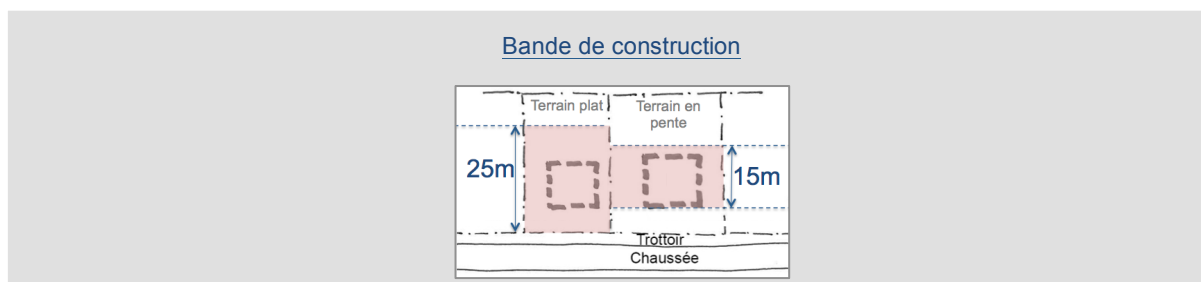 Bande de construction
Terrain plat
Terrain en
pente
25m
15m
Trottoir
Chaussée